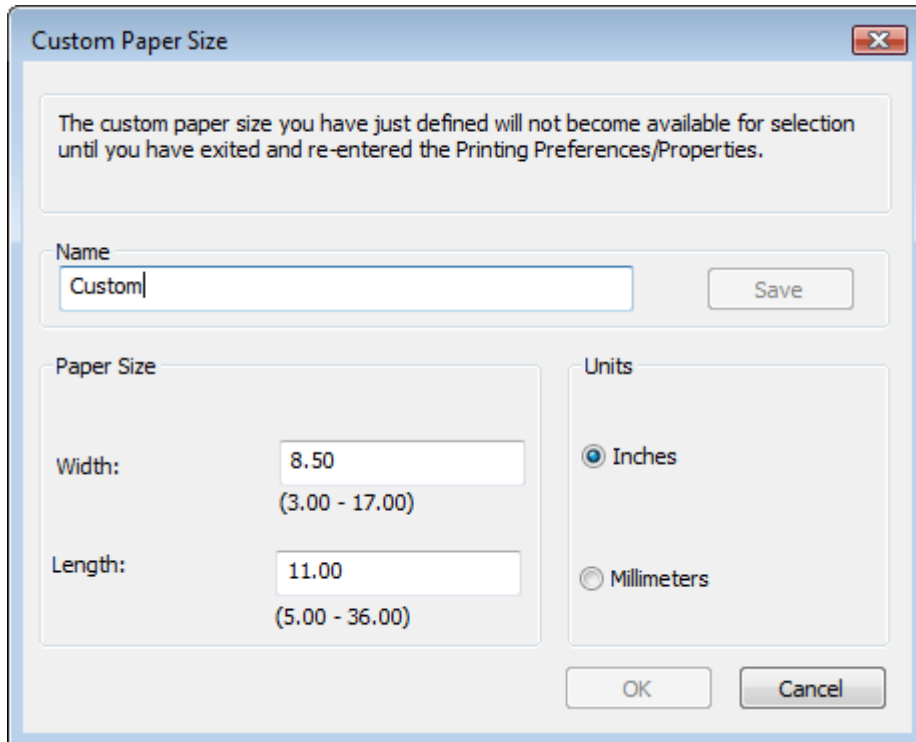 Custom Paper Size
The custom paper size you have just defined will not become available for selection
until you have exited and re-entered the Printing Preferences/Properties.
Name
Custom
Save
Paper Size
Width:
8.50
(3.00 - 17.00)
Length:
11.00
(5.00 - 36.00)
Units
Inches
Millimeters
OK
Cancel